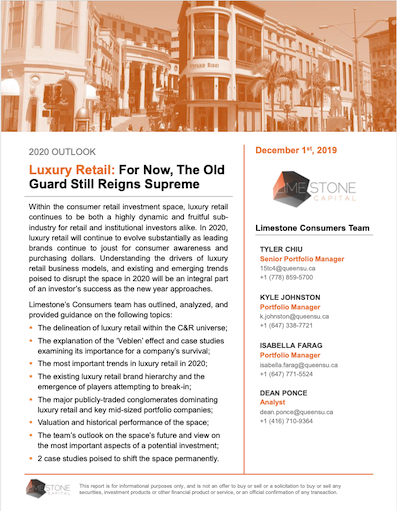 2020 OUTLOOK
Luxury Retail: For Now, The Old
Guard Still Reigns Supreme
Within the consumer retail investment space, luxury retail
continues to be both a highly dynamic and fruitful sub-
industry for retail and institutional investors alike. In 2020,
luxury retail will continue to evolve substantially as leading
brands continue to joust for consumer awareness and
purchasing dollars. Understanding the drivers of luxury
retail business models, and existing and emerging trends
poised to disrupt the space in 2020 will be an integral part
of an investor's success as the new year approaches.
Limestone's Consumers team has outlined, analyzed, and
provided guidance on the following topics:
• The delineation of luxury retail within the C&R universe;
• The explanation of the 'Veblen' effect and case studies
examining its importance for a company's survival;
• The most important trends in luxury retail in 2020;
• The existing luxury retail brand hierarchy and the
emergence of players attempting to break-in;
• The major publicly-traded conglomerates dominating
luxury retail and key mid-sized portfolio companies;
• Valuation and historical performance of the space;
• The team's outlook on the space's future and view on
the most important aspects of a potential investment;
• 2 case studies poised to shift the space permanently.
December 1st, 2019
LIMESTONE
CAPITAL
Limestone Consumers Team
TYLER CHIU
Senior Portfolio Manager
15tc4@queensu.ca
+1 (778) 859-5700
KYLE JOHNSTON
Portfolio Manager
k.johnston@queensu.ca
+1 (647) 338-7721
ISABELLA FARAG
Portfolio Manager
isabella.farag@queensu.ca
+1 (647) 771-5524
DEAN PONCE
Analyst
dean.ponce@queensu.ca
+1 (416) 710-9364
LIMESTONE
This report is for informational purposes only, and is not an offer to buy or sell or a solicitation to buy or sell any
securities, investment products or other financial product or service, or an official confirmation of any transaction.